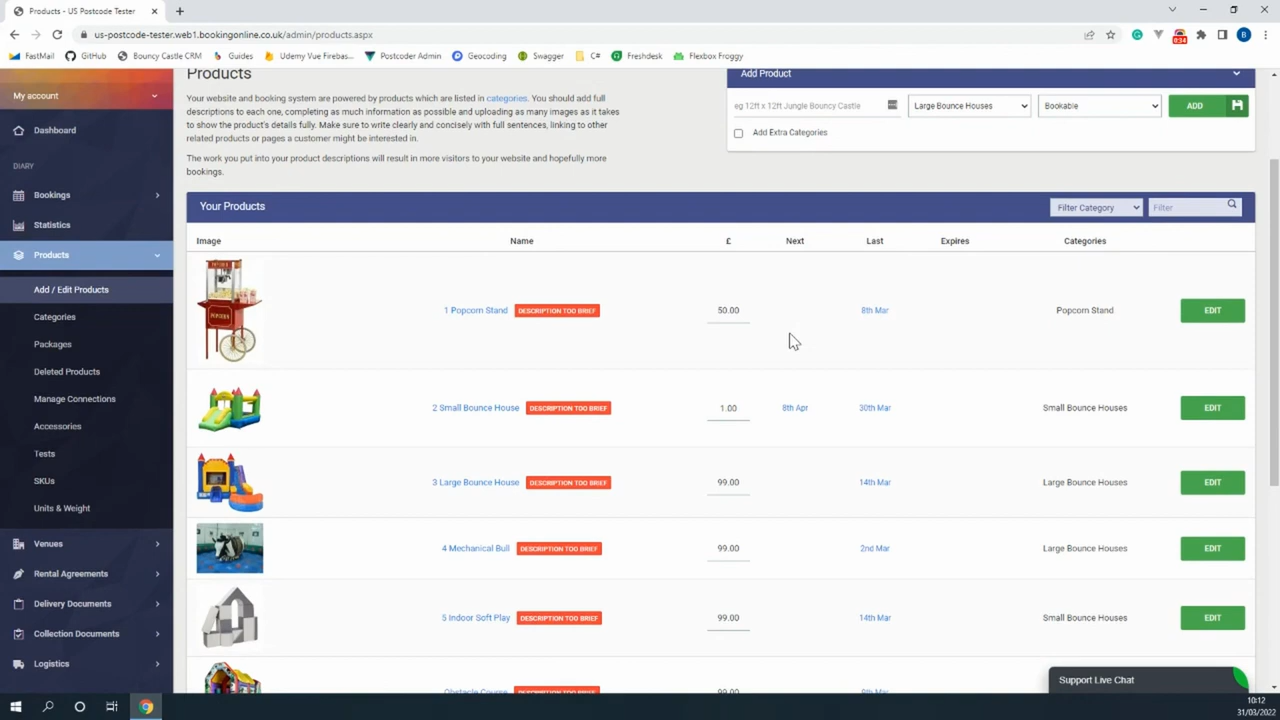 Products - US Postcode Tester
us-postcode-tester.web1.bookingonline.co.uk/admin/products.aspx
FastMail
GitHub
Bouncy Castle CRM
Guides
Udemy Vue Firebas...
Postcoder Admin
Geocoding
Swagger
C#
Freshdesk
Flexbox Froggy
0:34
B
My account
Dashboard
DIARY
Bookings
Statistics
Products
Add / Edit Products
Categories
Packages
Deleted Products
Manage Connections
Accessories
Tents
SKUs
Units & Weight
Venues
Rental Agreements
Delivery Documents
Collection Documents
Logistics
Products
Your website and booking system are powered by products which are listed in categories. You should add full
descriptions to each one, completing as much information as possible and uploading as many images as it takes
to show the product's details fully. Make sure to write clearly and concisely with full sentences, linking to other
related products or pages a customer might be interested in.
The work you put into your product descriptions will result in more visitors to your website and hopefully more
bookings.
Add Product
eg 12ft x 12ft Jungle Bouncy Castle
Large Bounce Houses
Bookable
ADD
Add Extra Categories
Your Products
Filter Category
Filter
Image Name £ Next Last Expires Categories
1 Popcorn Stand DESCRIPTION TOO BRIEF 50.00 8th Mar Popcorn Stand EDIT
2 Small Bounce House DESCRIPTION TOO BRIEF 1.00 8th Apr 30th Mar Small Bounce Houses EDIT
3 Large Bounce House DESCRIPTION TOO BRIEF 99.00 14th Mar Large Bounce Houses EDIT
4 Mechanical Bull DESCRIPTION TOO BRIEF 99.00 2nd Mar Large Bounce Houses EDIT
5 Indoor Soft Play DESCRIPTION TOO BRIEF 99.00 14th Mar Small Bounce Houses EDIT
Obstacle Course DESCRIPTION TOO BRIEF 99.00 9th Mar
Support Live Chat
10:12
31/03/2022